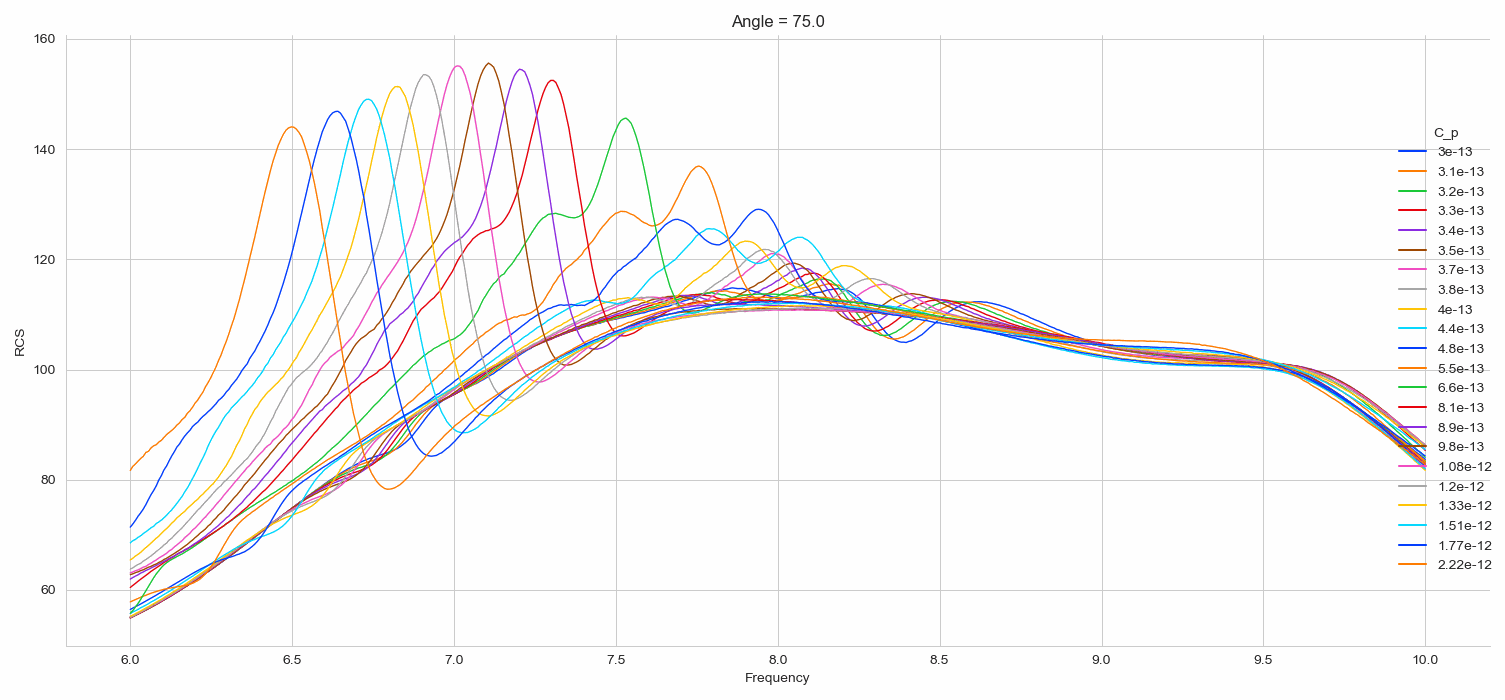 Angle = 75.0
160
140
120
100
80
60
RCS
6.0 6.5 7.0 7.5 8.0 8.5 9.0 9.5 10.0
Frequency
C_p
3e-13
3.1e-13
3.2e-13
3.3e-13
3.4e-13
3.5e-13
3.7e-13
3.8e-13
4e-13
4.4e-13
4.8e-13
5.5e-13
6.6e-13
8.1e-13
8.9e-13
9.8e-13
1.08e-12
1.2e-12
1.33e-12
1.51e-12
1.77e-12
2.22e-12